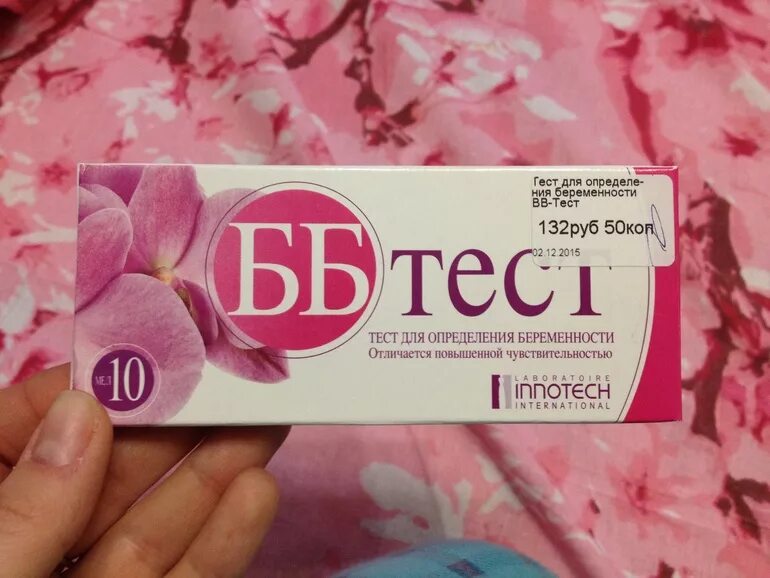 Тест для определе-
ния беременности
ВВ-Тест
132руб 50коп
02.12.2015
ББтест
ТЕСТ ДЛЯ ОПРЕДЕЛЕНИЯ БЕРЕМЕННОСТИ
Отличается повышенной чувствительностью
МЕ/Л 10
LABORATOIRE
INNOTECH
INTERNATIONAL